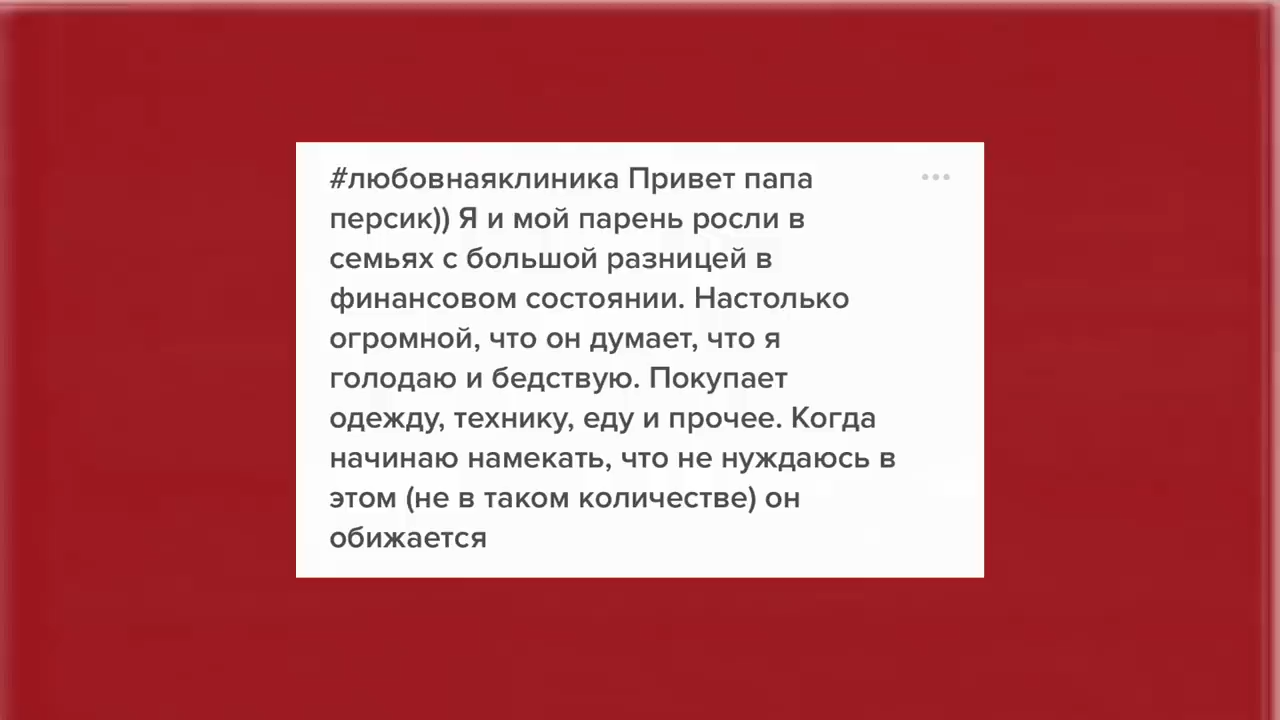 #любовнаяклиника Привет папа
персик)) Я и мой парень росли в
семьях с большой разницей в
финансовом состоянии. Настолько
огромной, что он думает, что я
голодаю и бедствую. Покупает
одежду, технику, еду и прочее. Когда
начинаю намекать, что не нуждаюсь в
этом (не в таком количестве) он
обижается